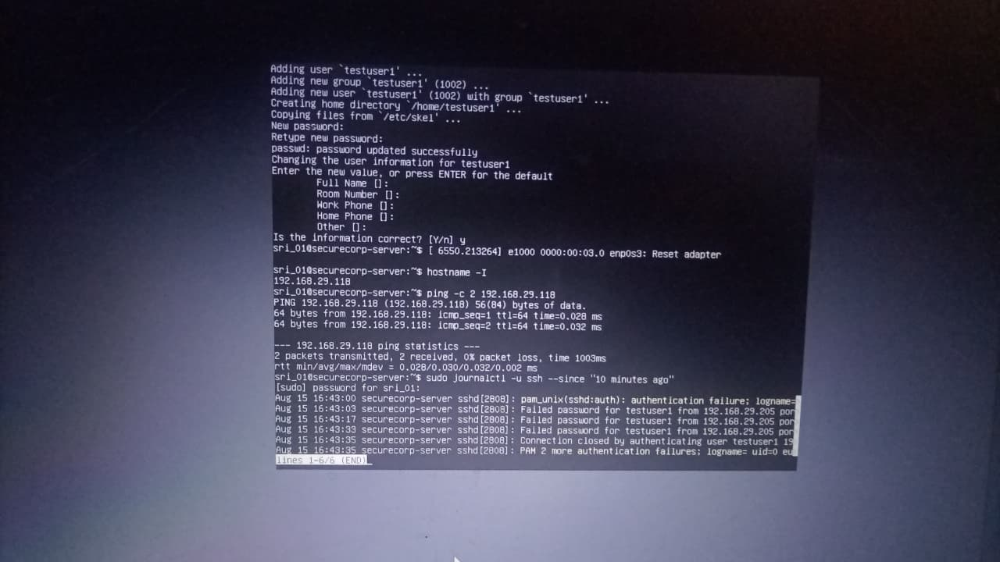 Adding user `testuser1' ...
Adding new group `testuser1' (1002) ...
Adding new user `testuser1' (1002) with group `testuser1' ...
Creating home directory `/home/testuser1' ...
Copying files from `/etc/skel' ...
New password:
Retype new password:
passwd: password updated successfully
Changing the user information for testuser1
Enter the new value, or press ENTER for the default
Full Name []:
Room Number []:
Work Phone []:
Home Phone []:
Other []:
Is the information correct? [Y/n] y
sri_01@securecorp-server:~$ [ 6550.213264] e1000 0000:00:03.0 enp0s3: Reset adapter
sri_01@securecorp-server:~$ hostname -I
192.168.29.118
sri_01@securecorp-server:~$ ping -c 2 192.168.29.118
PING 192.168.29.118 (192.168.29.118) 56(84) bytes of data.
64 bytes from 192.168.29.118: icmp_seq=1 ttl=64 time=0.028 ms
64 bytes from 192.168.29.118: icmp_seq=2 ttl=64 time=0.032 ms
--- 192.168.29.118 ping statistics ---
2 packets transmitted, 2 received, 0% packet loss, time 1003ms
rtt min/avg/max/mdev = 0.028/0.030/0.032/0.002 ms
sri_01@securecorp-server:~$ sudo journalctl -u ssh --since "10 minutes ago"
[sudo] password for sri_01:
Aug 15 16:43:00 securecorp-server sshd[2808]: pam_unix(sshd:auth): authentication failure; logname=
Aug 15 16:43:03 securecorp-server sshd[2808]: Failed password for testuser1 from 192.168.29.205 por
Aug 15 16:43:17 securecorp-server sshd[2808]: Failed password for testuser1 from 192.168.29.205 por
Aug 15 16:43:33 securecorp-server sshd[2808]: Failed password for testuser1 from 192.168.29.205 por
Aug 15 16:43:35 securecorp-server sshd[2808]: Connection closed by authenticating user testuser1 19
Aug 15 16:43:35 securecorp-server sshd[2808]: PAM 2 more authentication failures; logname= uid=0 eu
lines 1-6/6 (END)